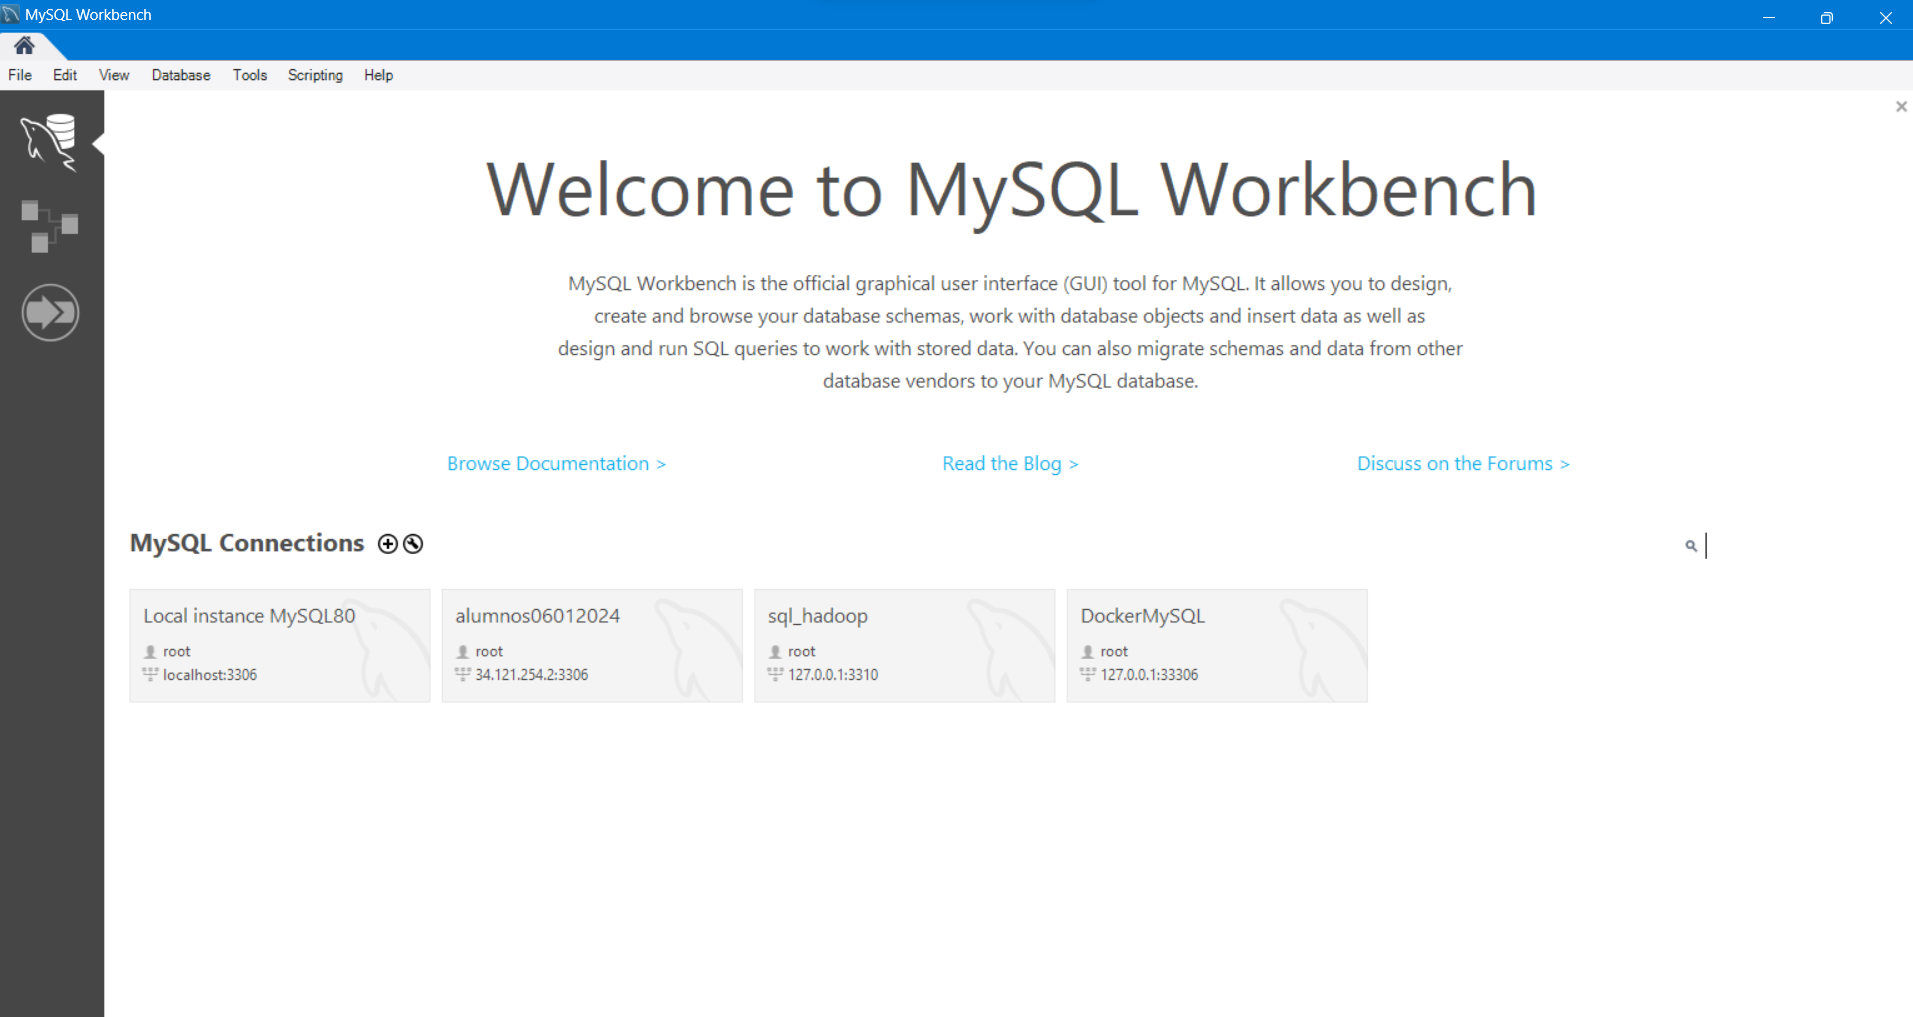 MySQL Workbench
File Edit View Database Tools Scripting Help
Welcome to MySQL Workbench
MySQL Workbench is the official graphical user interface (GUI) tool for MySQL. It allows you to design,
create and browse your database schemas, work with database objects and insert data as well as
design and run SQL queries to work with stored data. You can also migrate schemas and data from other
database vendors to your MySQL database.
Browse Documentation > Read the Blog > Discuss on the Forums >
MySQL Connections
Local instance MySQL80
root
localhost:3306
alumnos06012024
root
34.121.254.2:3306
sql_hadoop
root
127.0.0.1:3310
DockerMySQL
root
127.0.0.1:33306